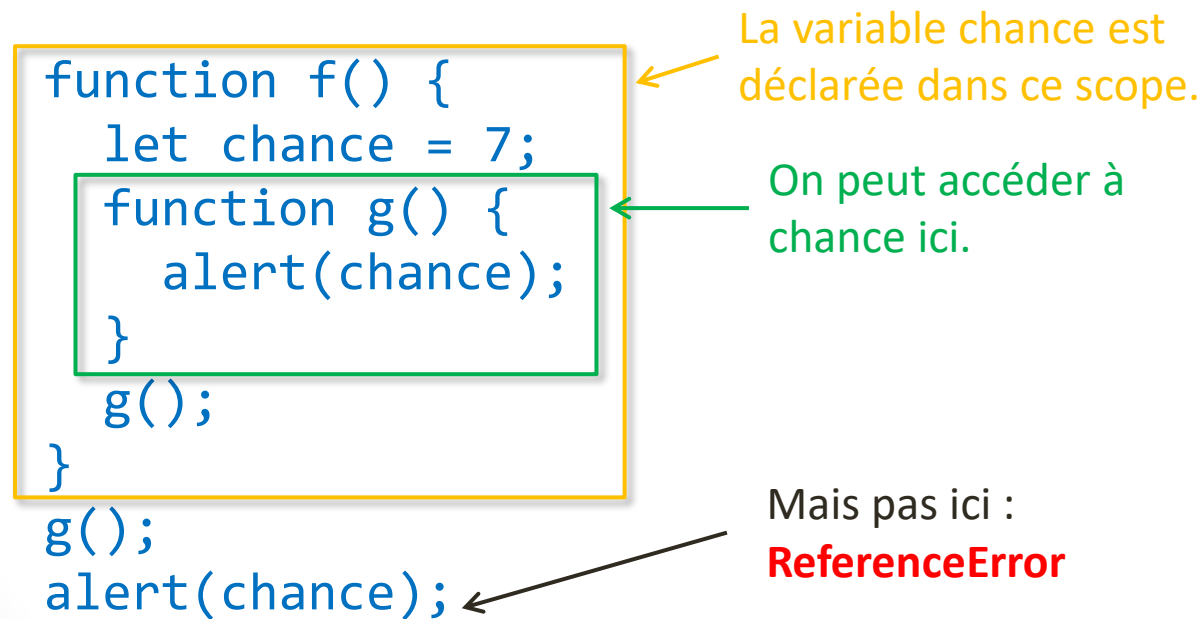 function f() {
  let chance = 7;
  function g() {
    alert(chance);
  }
  g();
}
g();
alert(chance);
La variable chance est
déclarée dans ce scope.
On peut accéder à
chance ici.
Mais pas ici :
ReferenceError